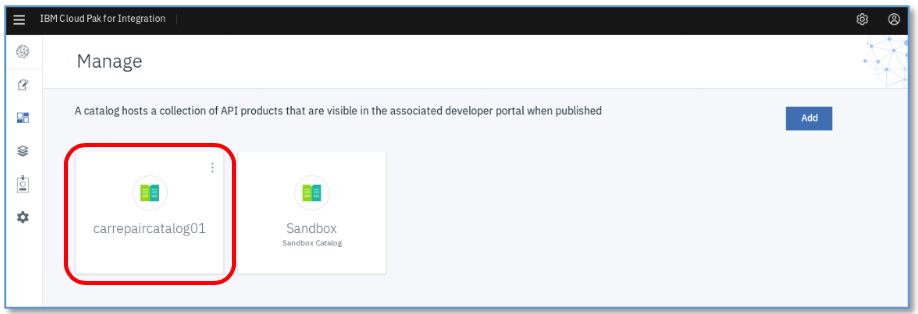 IBM Cloud Pak for Integration
Manage
A catalog hosts a collection of API products that are visible in the associated developer portal when published
Add
carrepaircatalog01
Sandbox
Sandbox Catalog